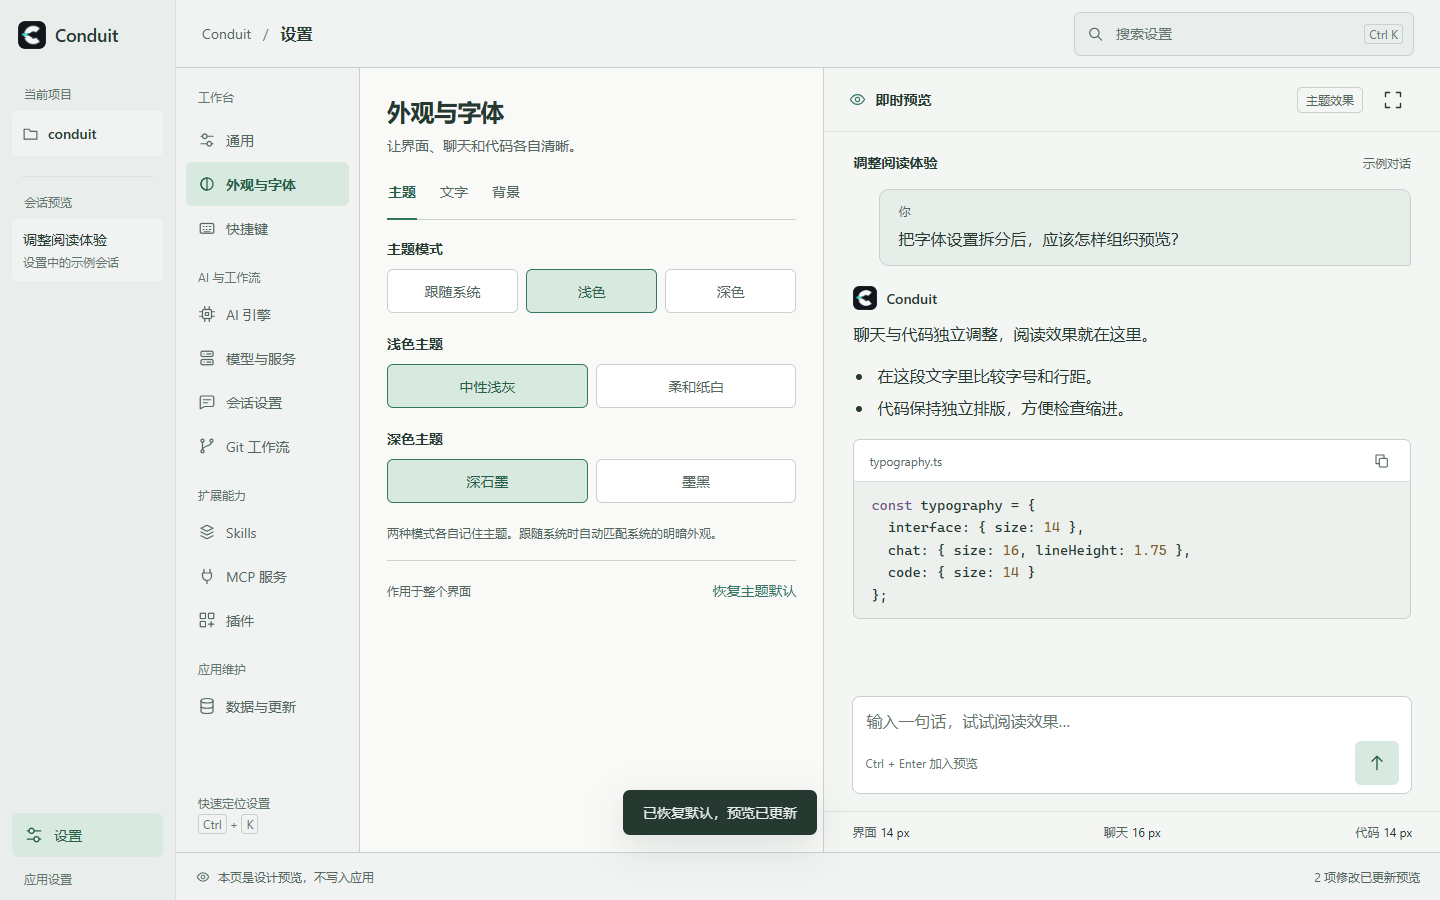 Conduit
当前项目
conduit
会话预览
调整阅读体验
设置中的示例会话
设置
应用设置
Conduit / 设置
搜索设置
Ctrl K
工作台
通用
外观与字体
快捷键
AI 与工作流
AI 引擎
模型与服务
会话设置
Git 工作流
扩展能力
Skills
MCP 服务
插件
应用维护
数据与更新
快速定位设置
Ctrl + K
外观与字体
让界面、聊天和代码各自清晰。
主题 文字 背景
主题模式
跟随系统 浅色 深色
浅色主题
中性浅灰 柔和纸白
深色主题
深石墨 墨黑
两种模式各自记住主题。跟随系统时自动匹配系统的明暗外观。
作用于整个界面 恢复主题默认
已恢复默认，预览已更新
即时预览
主题效果
调整阅读体验 示例对话
你
把字体设置拆分后，应该怎样组织预览？
Conduit
聊天与代码独立调整，阅读效果就在这里。
• 在这段文字里比较字号和行距。
• 代码保持独立排版，方便检查缩进。
typography.ts
const typography = {
  interface: { size: 14 },
  chat: { size: 16, lineHeight: 1.75 },
  code: { size: 14 }
};
输入一句话，试试阅读效果...
Ctrl + Enter 加入预览
界面 14 px 聊天 16 px 代码 14 px
本页是设计预览，不写入应用
2 项修改已更新预览